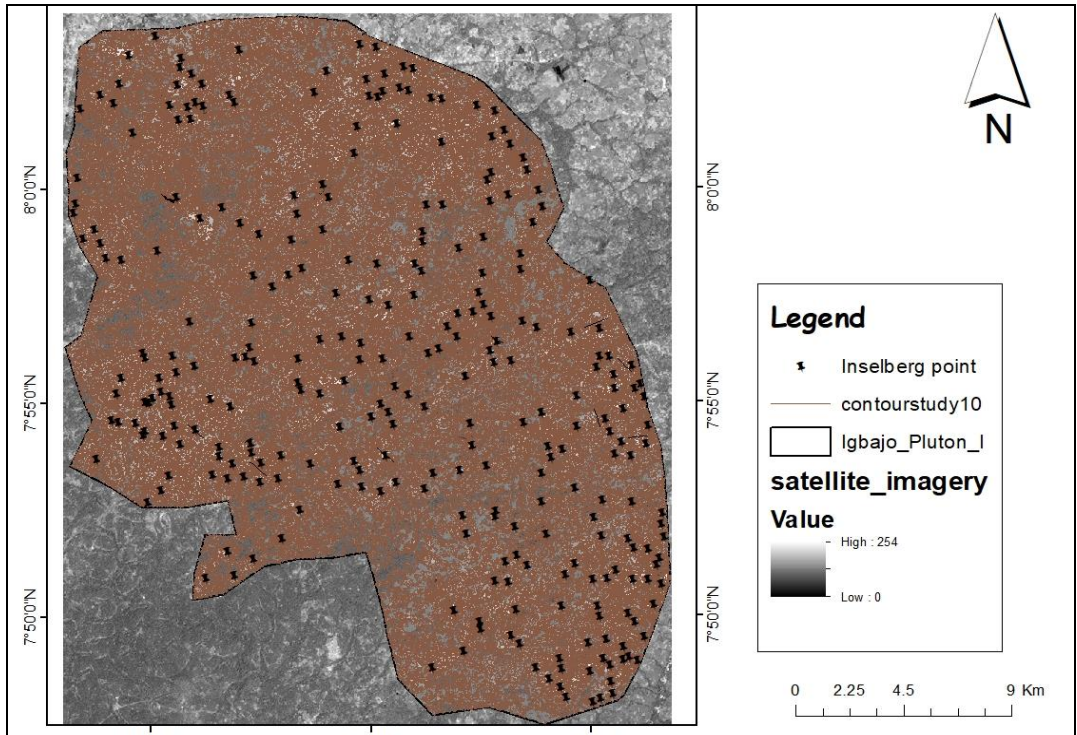 N
8°0'0"N
8°0'0"N
7°55'0"N
7°55'0"N
7°50'0"N
7°50'0"N
Legend
Inselberg point
contourstudy10
Igbajo_Pluton_I
satellite_imagery
Value
High : 254
Low : 0
0 2.25 4.5 9 Km